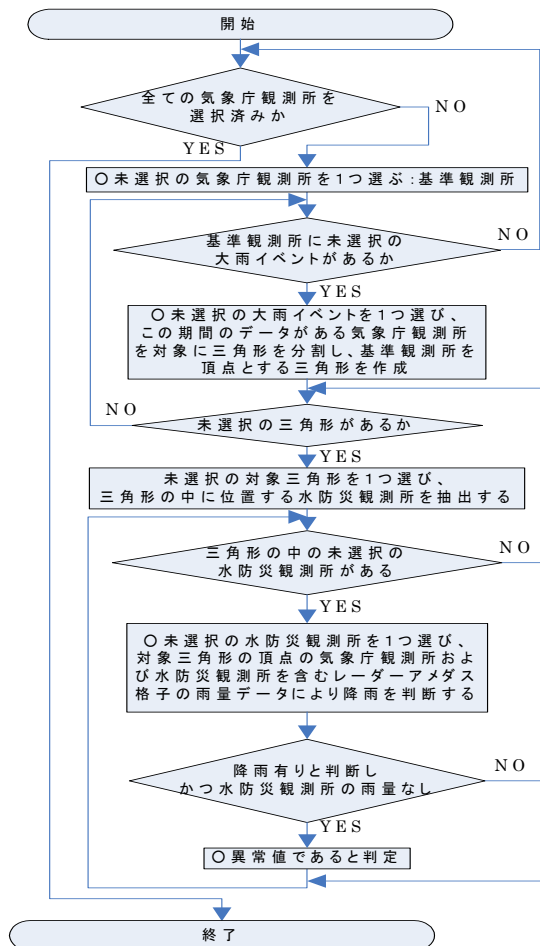 開始
全ての気象庁観測所を
選択済みか
NO
YES
〇未選択の気象庁観測所を1つ選ぶ:基準観測所
基準観測所に未選択の
大雨イベントがあるか
NO
YES
〇未選択の大雨イベントを1つ選び、
この期間のデータがある気象庁観測所
を対象に三角形を分割し、基準観測所を
頂点とする三角形を作成
NO
未選択の三角形があるか
YES
未選択の対象三角形を1つ選び、
三角形の中に位置する水防災観測所を抽出する
三角形の中の未選択の
水防災観測所がある
NO
YES
〇未選択の水防災観測所を1つ選び、
対象三角形の頂点の気象庁観測所およ
び水防災観測所を含むレーダーアメダス
格子の雨量データにより降雨を判断する
降雨有りと判断し
かつ水防災観測所の雨量なし
NO
YES
〇異常値であると判定
終了